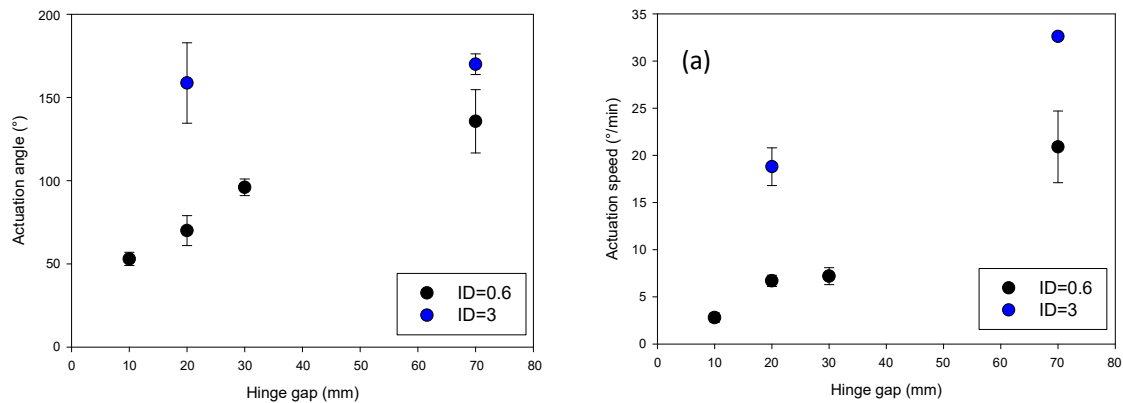 200
150
100
50
0
Actuation angle (°)
0 10 20 30 40 50 60 70 80
Hinge gap (mm)
ID=0.6
ID=3
(a)
35
30
25
20
15
10
5
0
Actuation speed (°/min)
0 10 20 30 40 50 60 70 80
Hinge gap (mm)
ID=0.6
ID=3